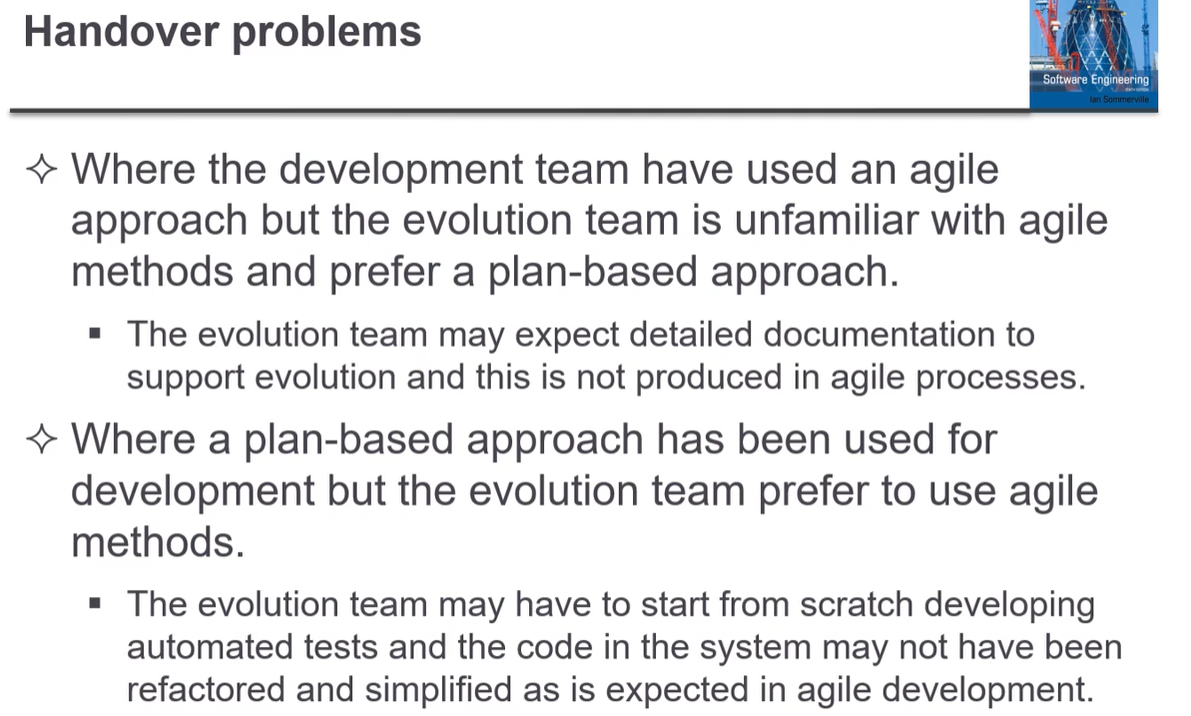 Handover problems
Software Engineering
Ian Sommerville
✧ Where the development team have used an agile
approach but the evolution team is unfamiliar with agile
methods and prefer a plan-based approach.
▪ The evolution team may expect detailed documentation to
support evolution and this is not produced in agile processes.
✧ Where a plan-based approach has been used for
development but the evolution team prefer to use agile
methods.
▪ The evolution team may have to start from scratch developing
automated tests and the code in the system may not have been
refactored and simplified as is expected in agile development.